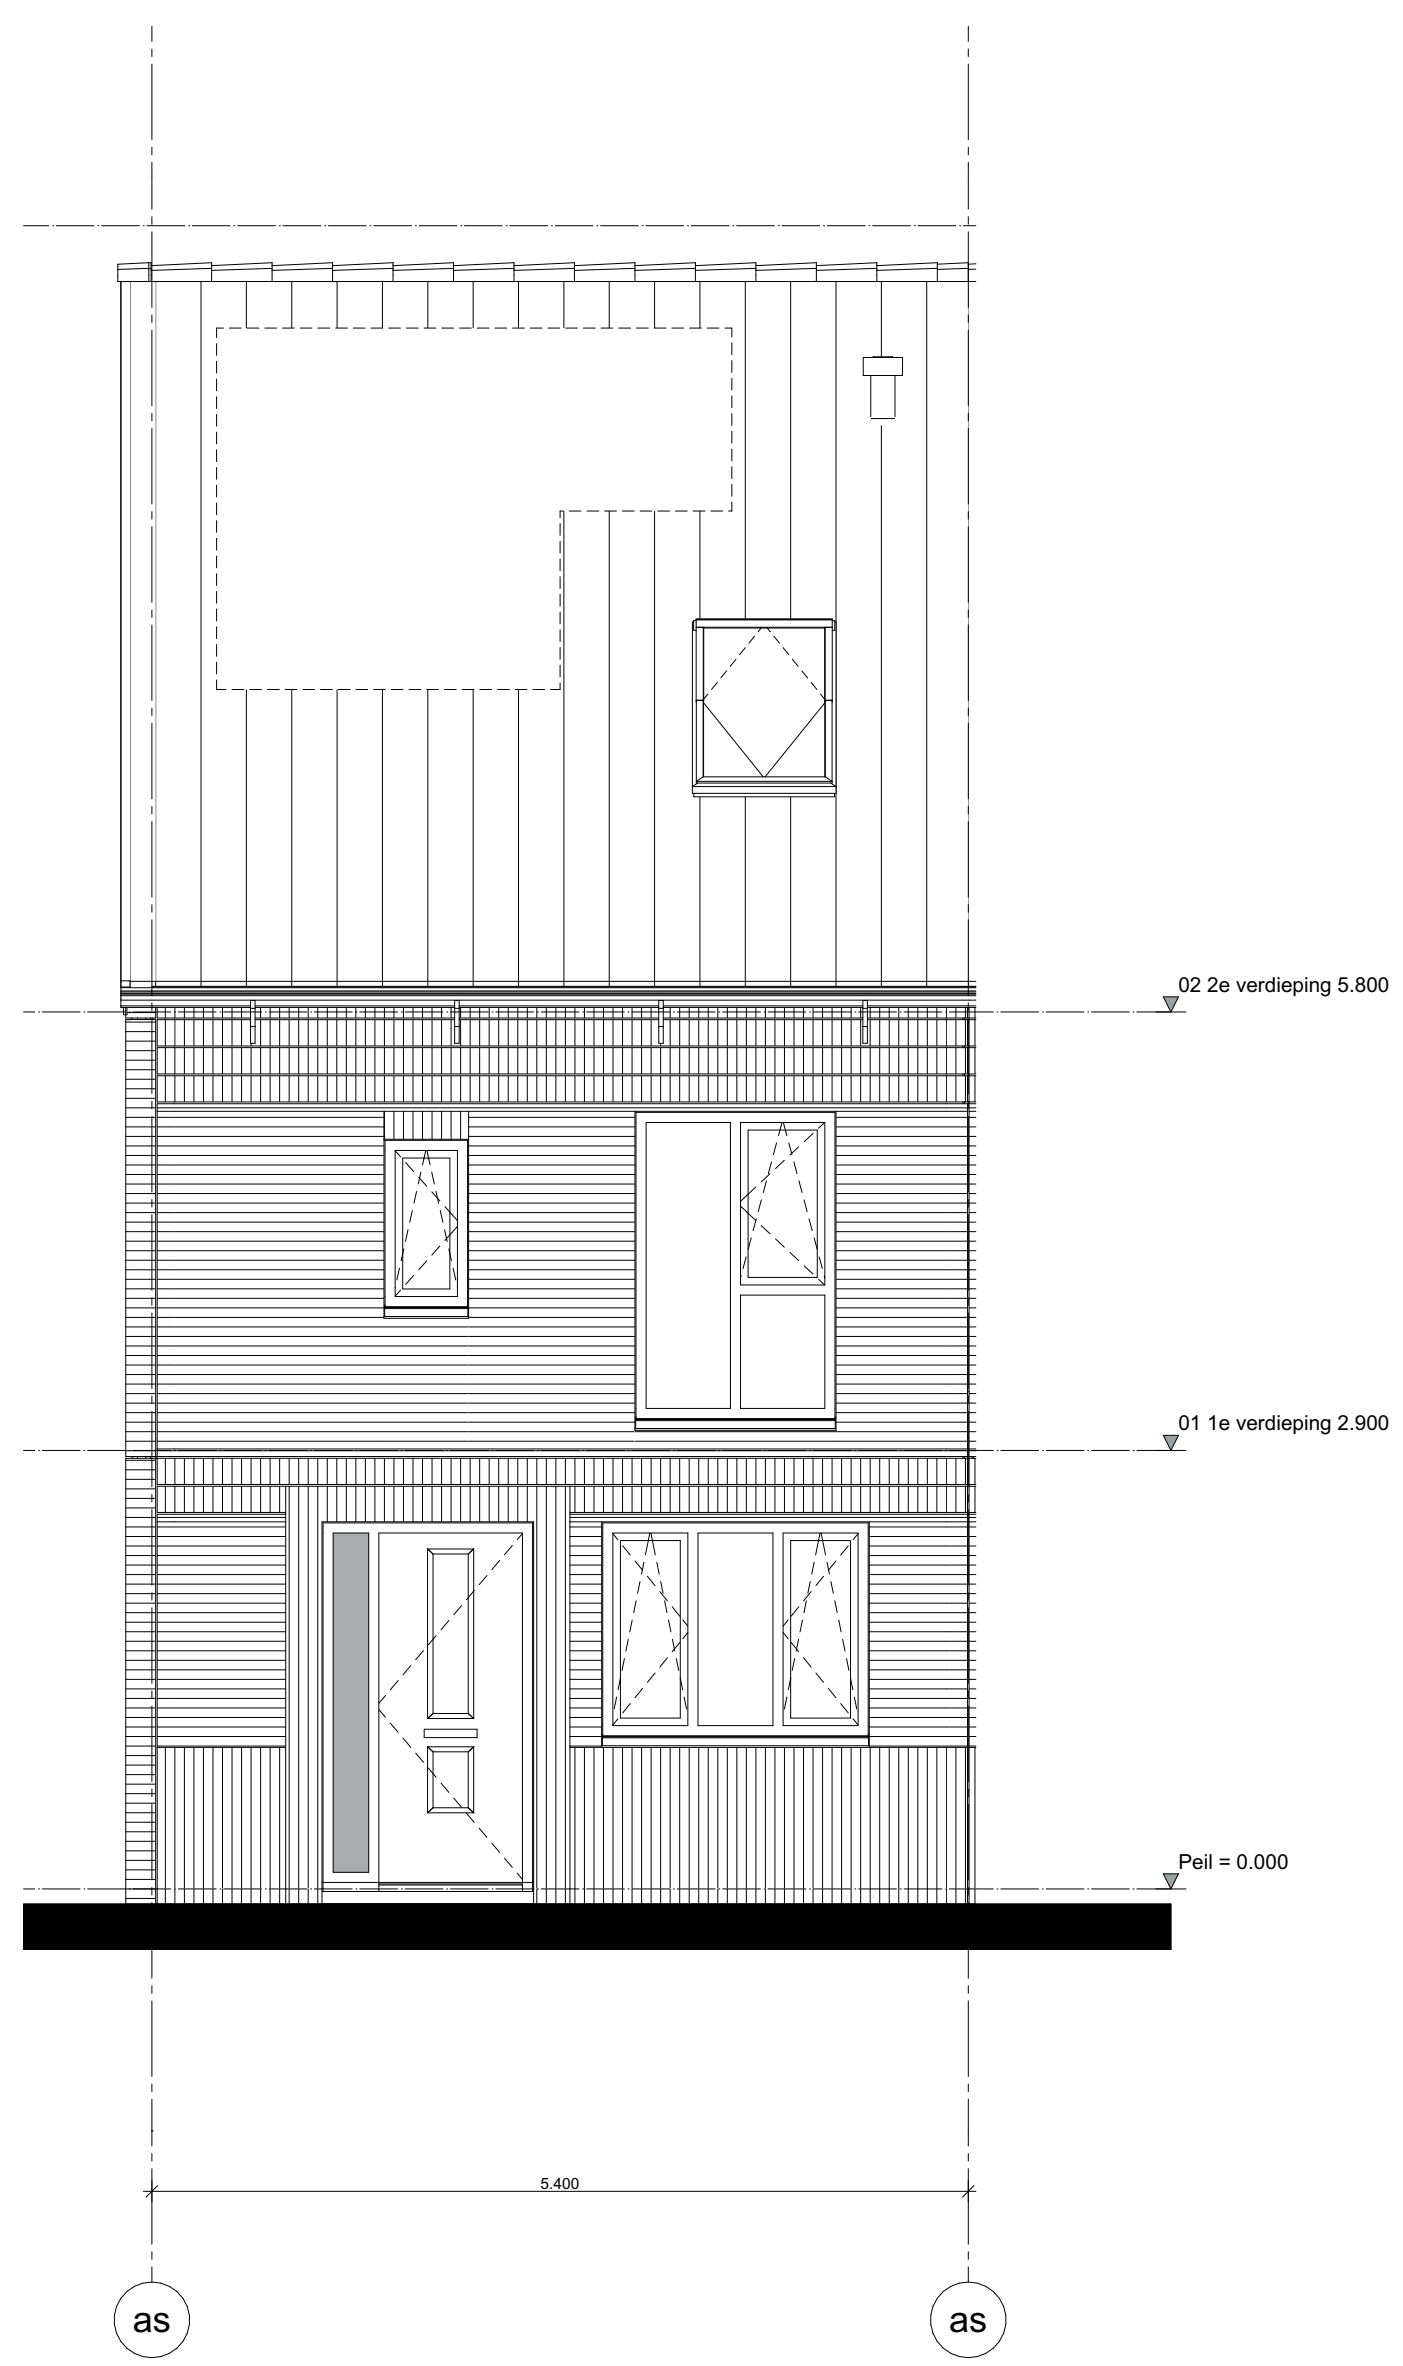 02 2e verdieping 5.800
01 1e verdieping 2.900
Peil = 0.000
5.400
as
as